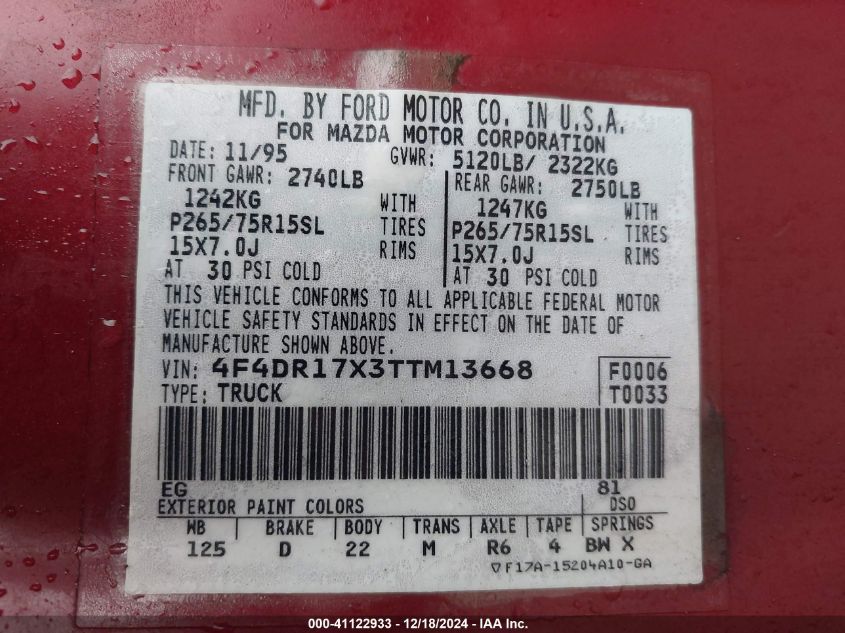 MFD. BY FORD MOTOR CO. IN U.S.A.
FOR MAZDA MOTOR CORPORATION
DATE: 11/95 GVWR: 5120LB/ 2322KG
FRONT GAWR: 2740LB REAR GAWR: 2750LB
1242KG WITH 1247KG WITH
P265/75R15SL TIRES P265/75R15SL TIRES
15X7.0J RIMS 15X7.0J RIMS
AT 30 PSI COLD AT 30 PSI COLD
THIS VEHICLE CONFORMS TO ALL APPLICABLE FEDERAL MOTOR
VEHICLE SAFETY STANDARDS IN EFFECT ON THE DATE OF
MANUFACTURE SHOWN ABOVE.
VIN: 4F4DR17X3TTM13668 F0006
TYPE: TRUCK T0033
EG 81
EXTERIOR PAINT COLORS DSO
WB BRAKE BODY TRANS AXLE TAPE SPRINGS
125 D 22 M R6 4 BW X
▽F17A-15204A10-GA
000-41122933 - 12/18/2024 - IAA Inc.